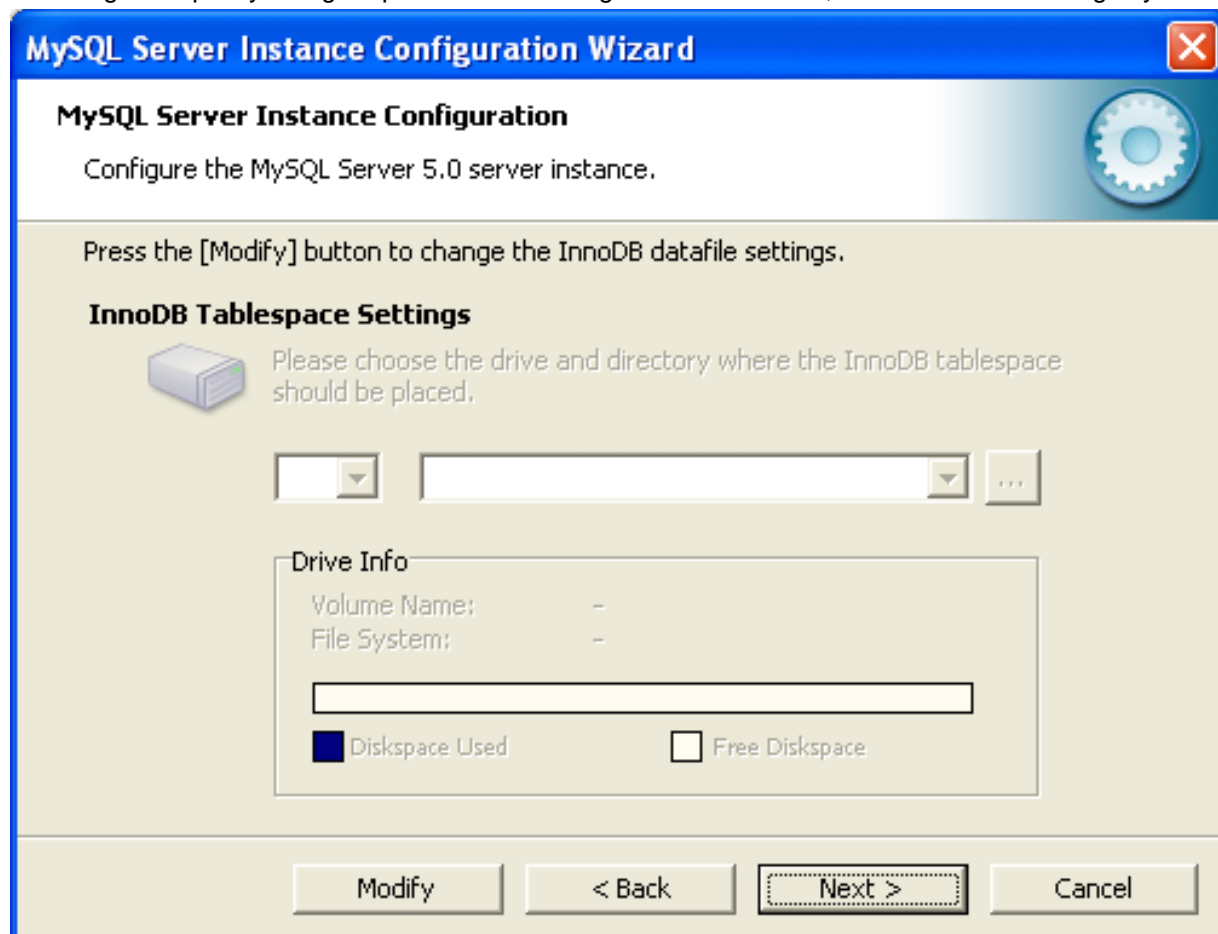 MySQL Server Instance Configuration Wizard
MySQL Server Instance Configuration
Configure the MySQL Server 5.0 server instance.
Press the [Modify] button to change the InnoDB datafile settings.
InnoDB Tablespace Settings
Please choose the drive and directory where the InnoDB tablespace
should be placed.
...
Drive Info
Volume Name: -
File System: -
Diskspace Used Free Diskspace
Modify < Back Next > Cancel